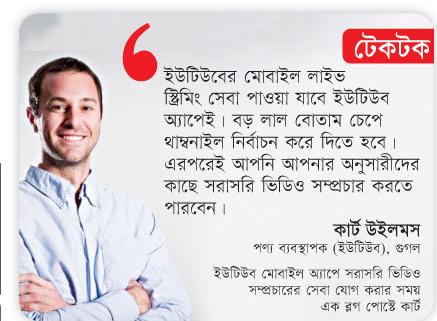 টেকটক
ইউটিউবের মোবাইল লাইভ
স্ট্রিমিং সেবা পাওয়া যাবে ইউটিউব
অ্যাপেই। বড় লাল বোতাম চেপে
থাম্বনাইল নির্বাচন করে দিতে হবে।
এরপরেই আপনি আপনার অনুসারীদের
কাছে সরাসরি ভিডিও সম্প্রচার করতে
পারবেন।
কার্ট উইলমস
পণ্য ব্যবস্থাপক (ইউটিউব), গুগল
ইউটিউব মোবাইল অ্যাপে সরাসরি ভিডিও
সম্প্রচারের সেবা যোগ করার সময়
এক ব্লগ পোস্টে কার্ট